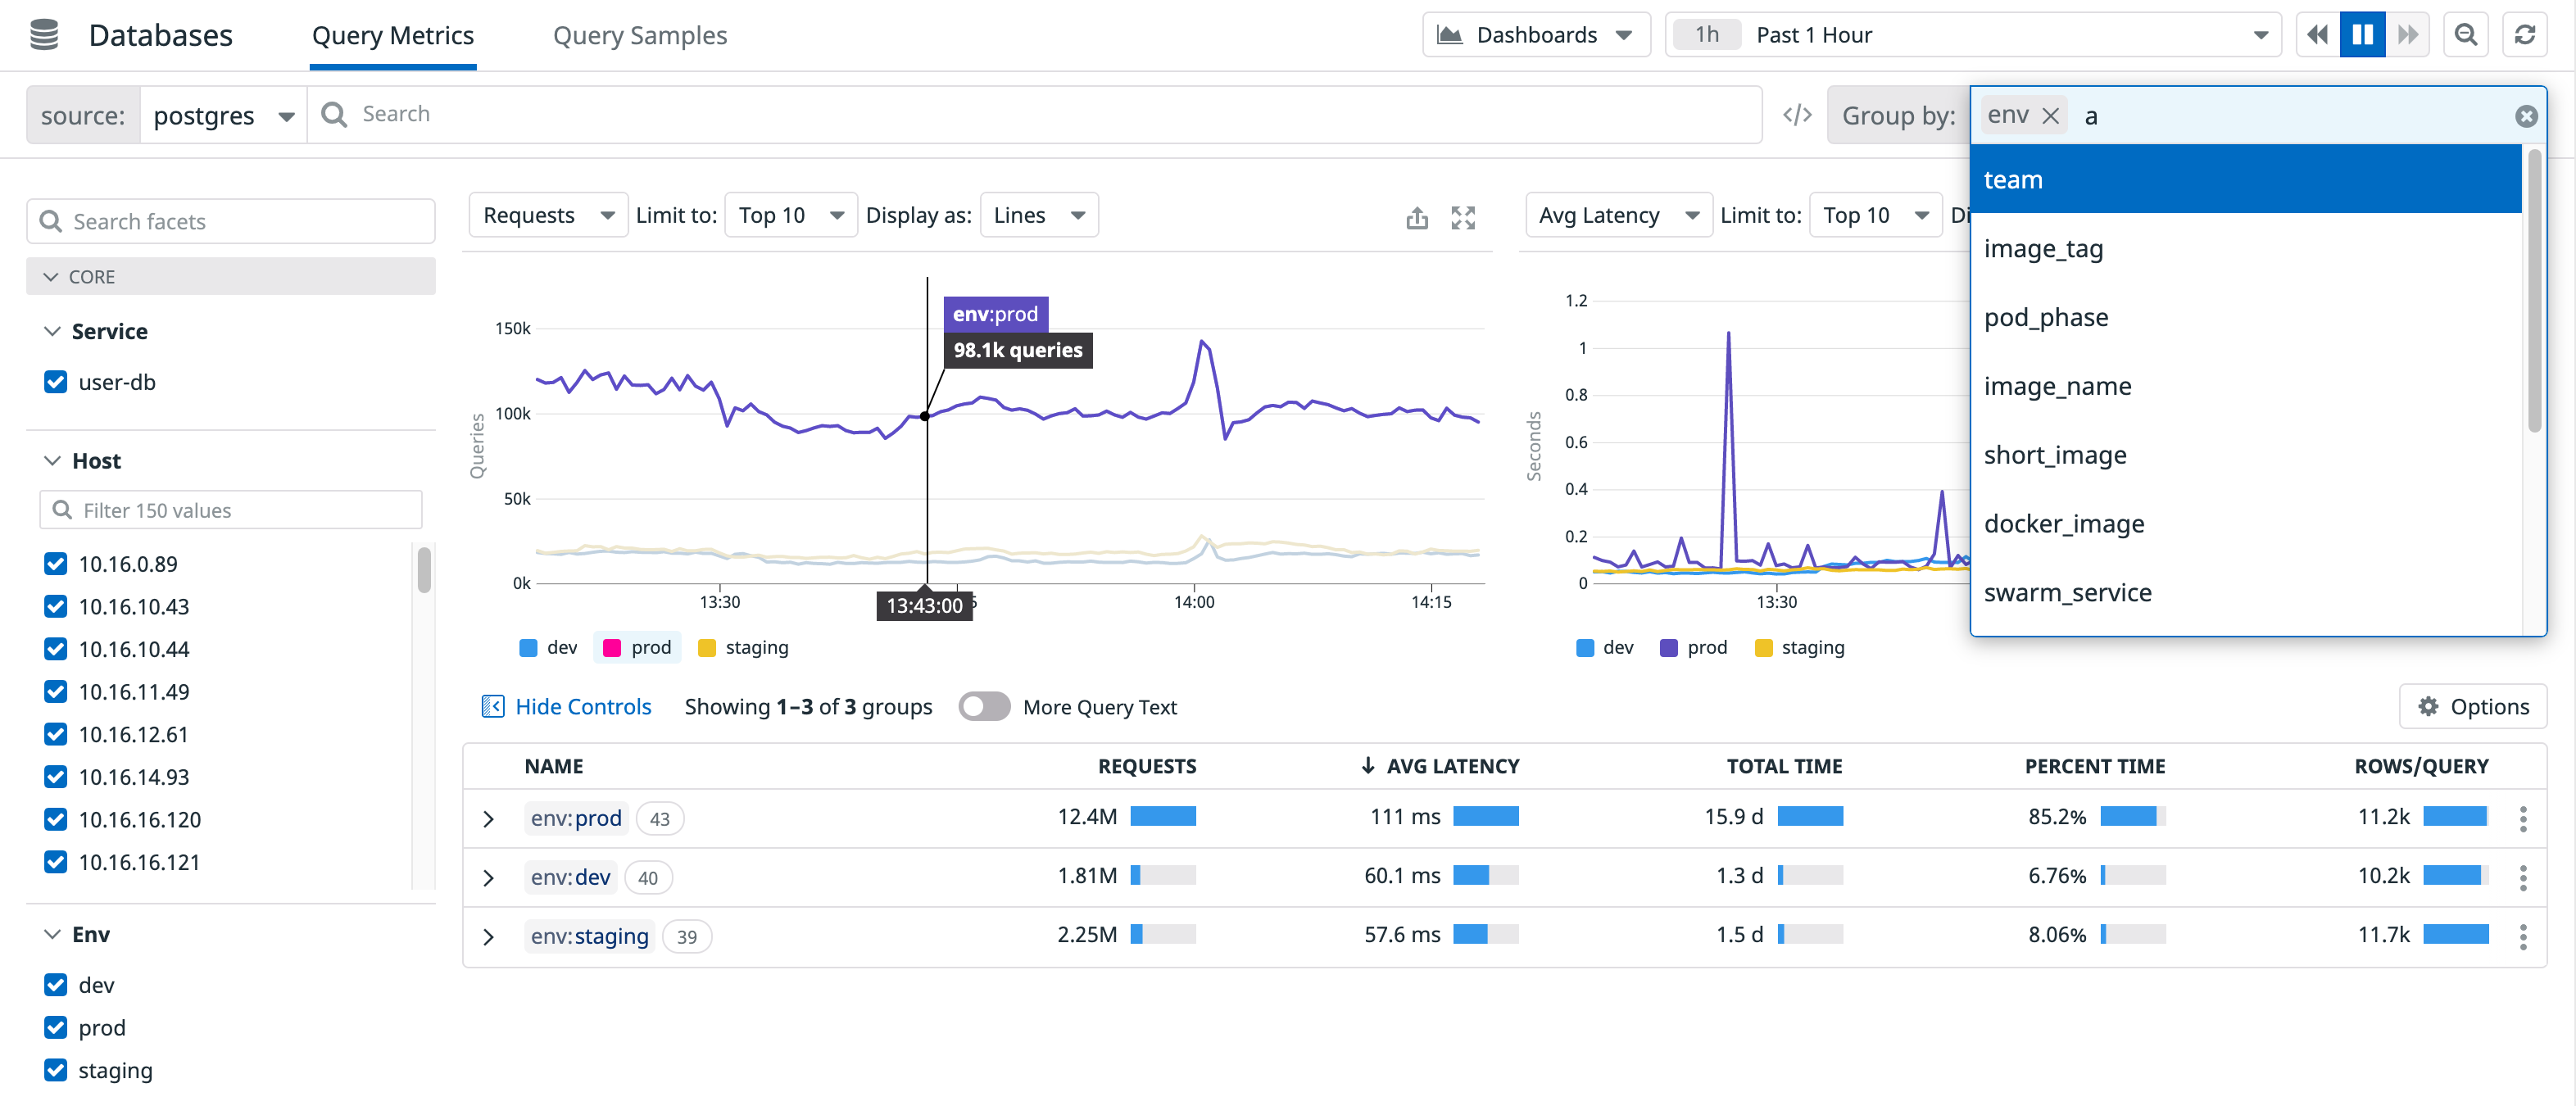 Databases Query Metrics Query Samples Dashboards 1h Past 1 Hour
source: postgres Search </> Group by: env a
team
image_tag
pod_phase
image_name
short_image
docker_image
swarm_service
Search facets
CORE
Service
user-db
Host
Filter 150 values
10.16.0.89
10.16.10.43
10.16.10.44
10.16.11.49
10.16.12.61
10.16.14.93
10.16.16.120
10.16.16.121
Env
dev
prod
staging
Requests Limit to: Top 10 Display as: Lines
Queries
150k
100k
50k
0k
env:prod
98.1k queries
13:30 13:43:00 5 14:00 14:15
dev prod staging
Avg Latency Limit to: Top 10 Di
Seconds
1.2
1
0.8
0.6
0.4
0.2
0
13:30
dev prod staging
Hide Controls Showing 1–3 of 3 groups More Query Text Options
NAME REQUESTS AVG LATENCY TOTAL TIME PERCENT TIME ROWS/QUERY
env:prod 43 12.4M 111 ms 15.9 d 85.2% 11.2k
env:dev 40 1.81M 60.1 ms 1.3 d 6.76% 10.2k
env:staging 39 2.25M 57.6 ms 1.5 d 8.06% 11.7k